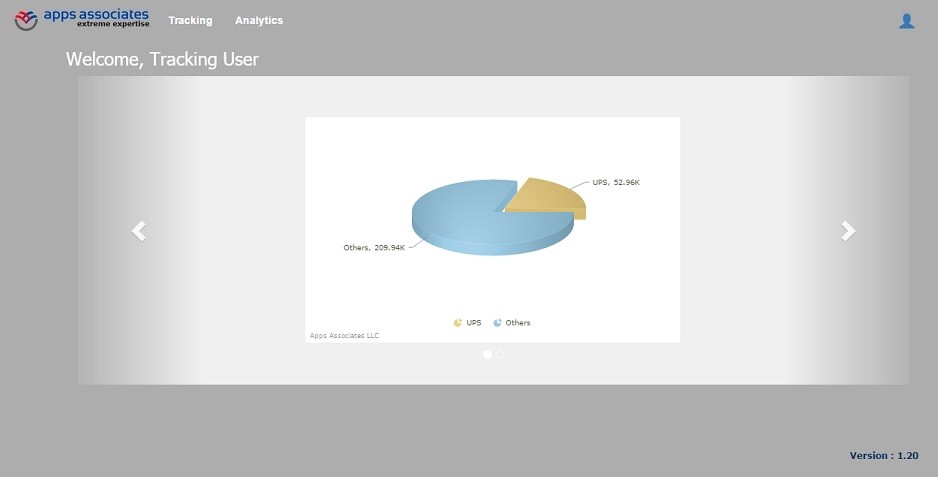 apps associates
extreme expertise
Tracking Analytics
Welcome, Tracking User
UPS, 52.96K
Others, 209.94K
UPS Others
Apps Associates LLC
Version : 1.20